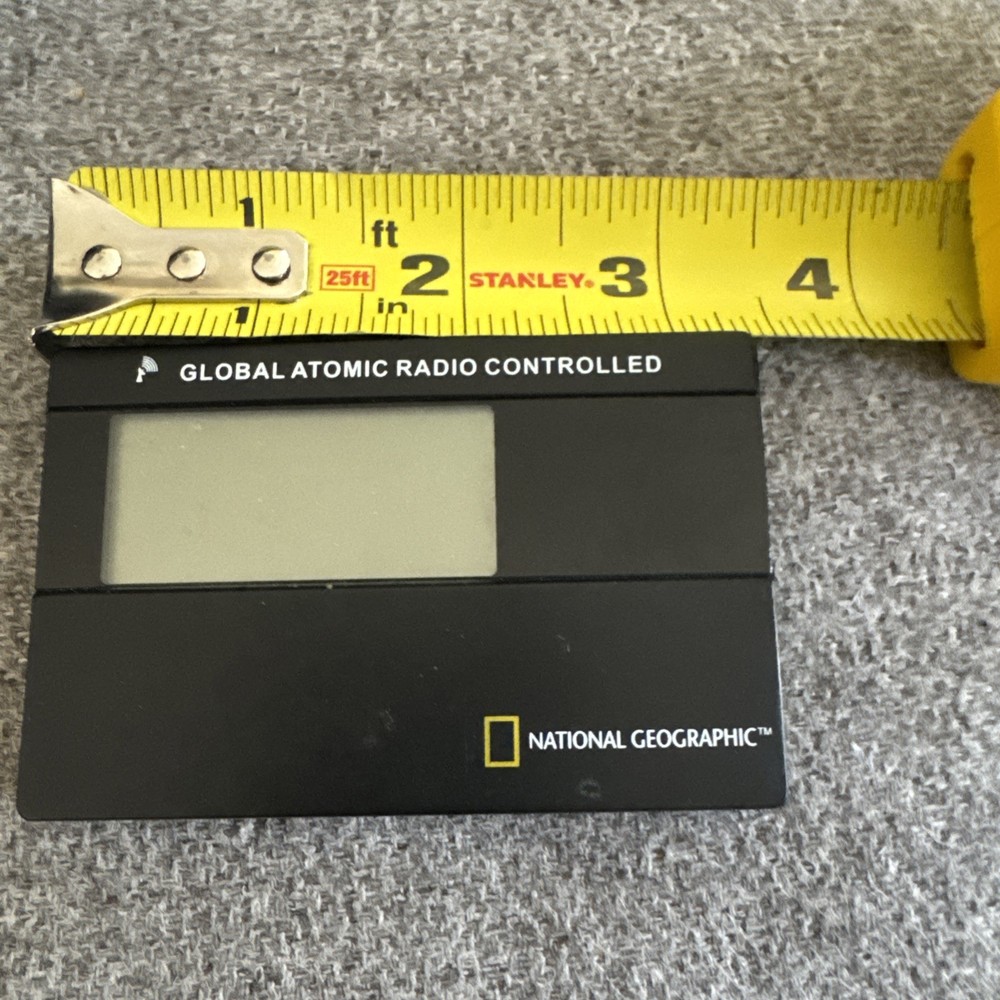 1
ft
25ft 2 STANLEY® 3 4
in
1
GLOBAL ATOMIC RADIO CONTROLLED
NATIONAL GEOGRAPHIC™